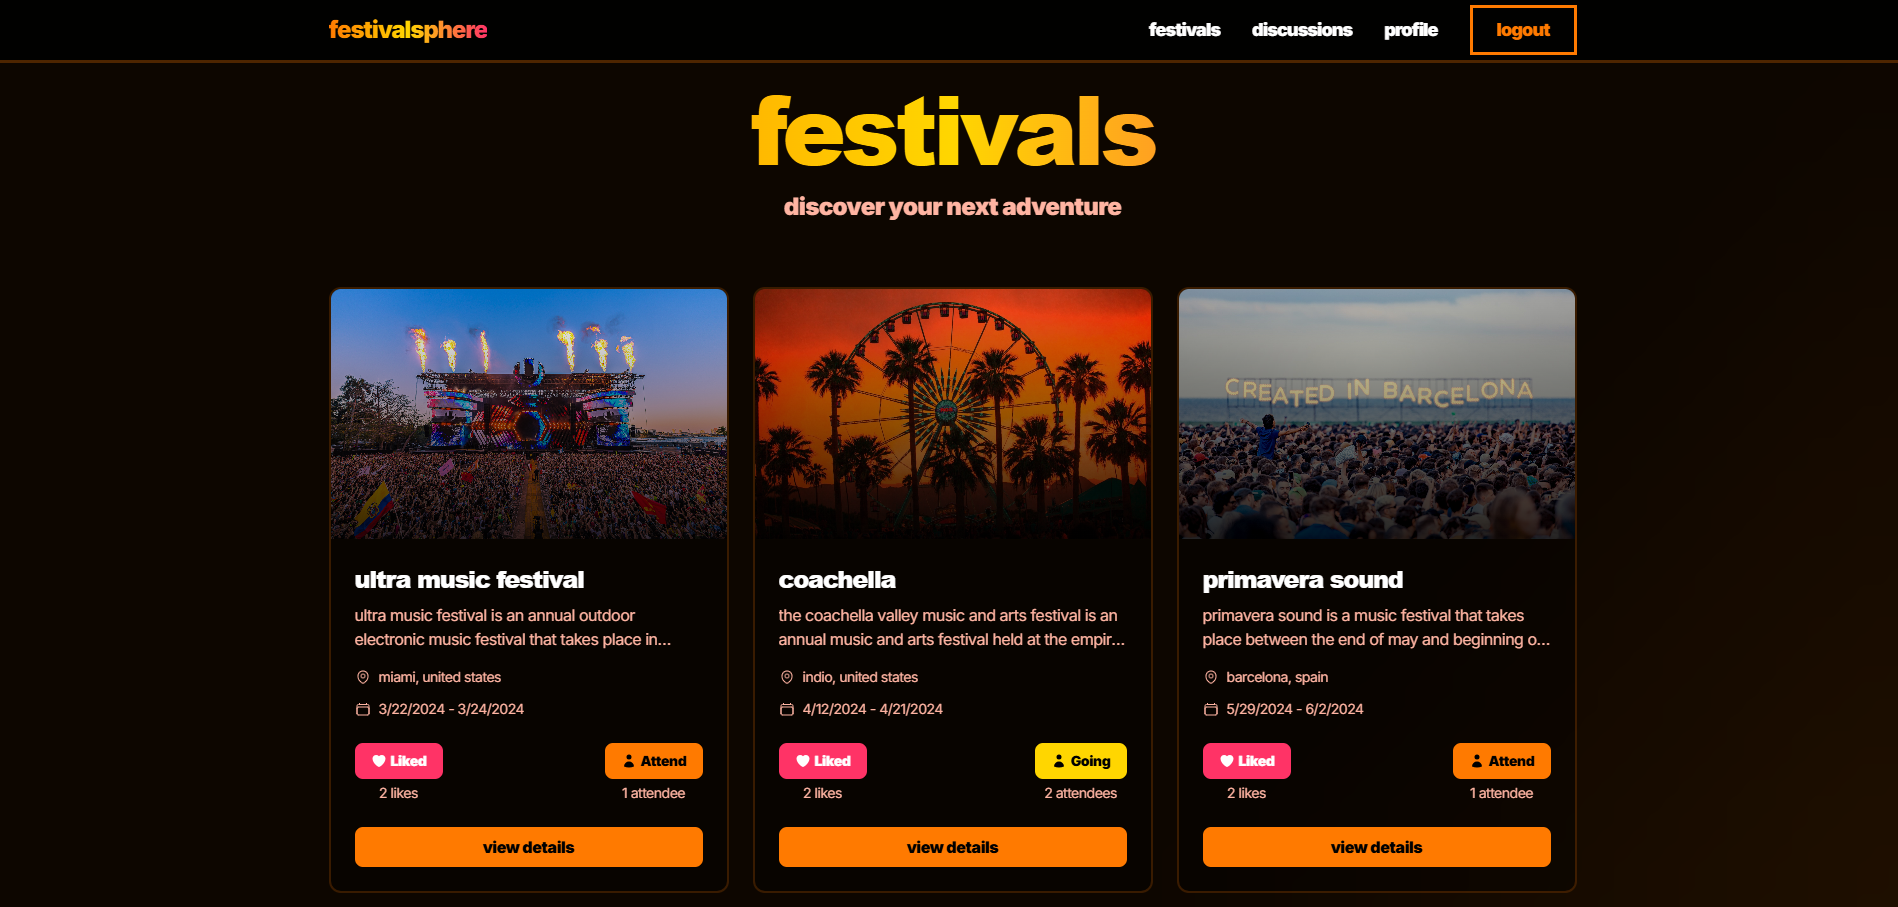 festivalsphere
festivals
discussions
profile
logout
festivals
discover your next adventure
CREATED IN BARCELONA
ultra music festival
ultra music festival is an annual outdoor
electronic music festival that takes place in...
miami, united states
3/22/2024 - 3/24/2024
Liked
Attend
2 likes
1 attendee
view details
coachella
the coachella valley music and arts festival is an
annual music and arts festival held at the empir...
indio, united states
4/12/2024 - 4/21/2024
Liked
Going
2 likes
2 attendees
view details
primavera sound
primavera sound is a music festival that takes
place between the end of may and beginning o...
barcelona, spain
5/29/2024 - 6/2/2024
Liked
Attend
2 likes
1 attendee
view details